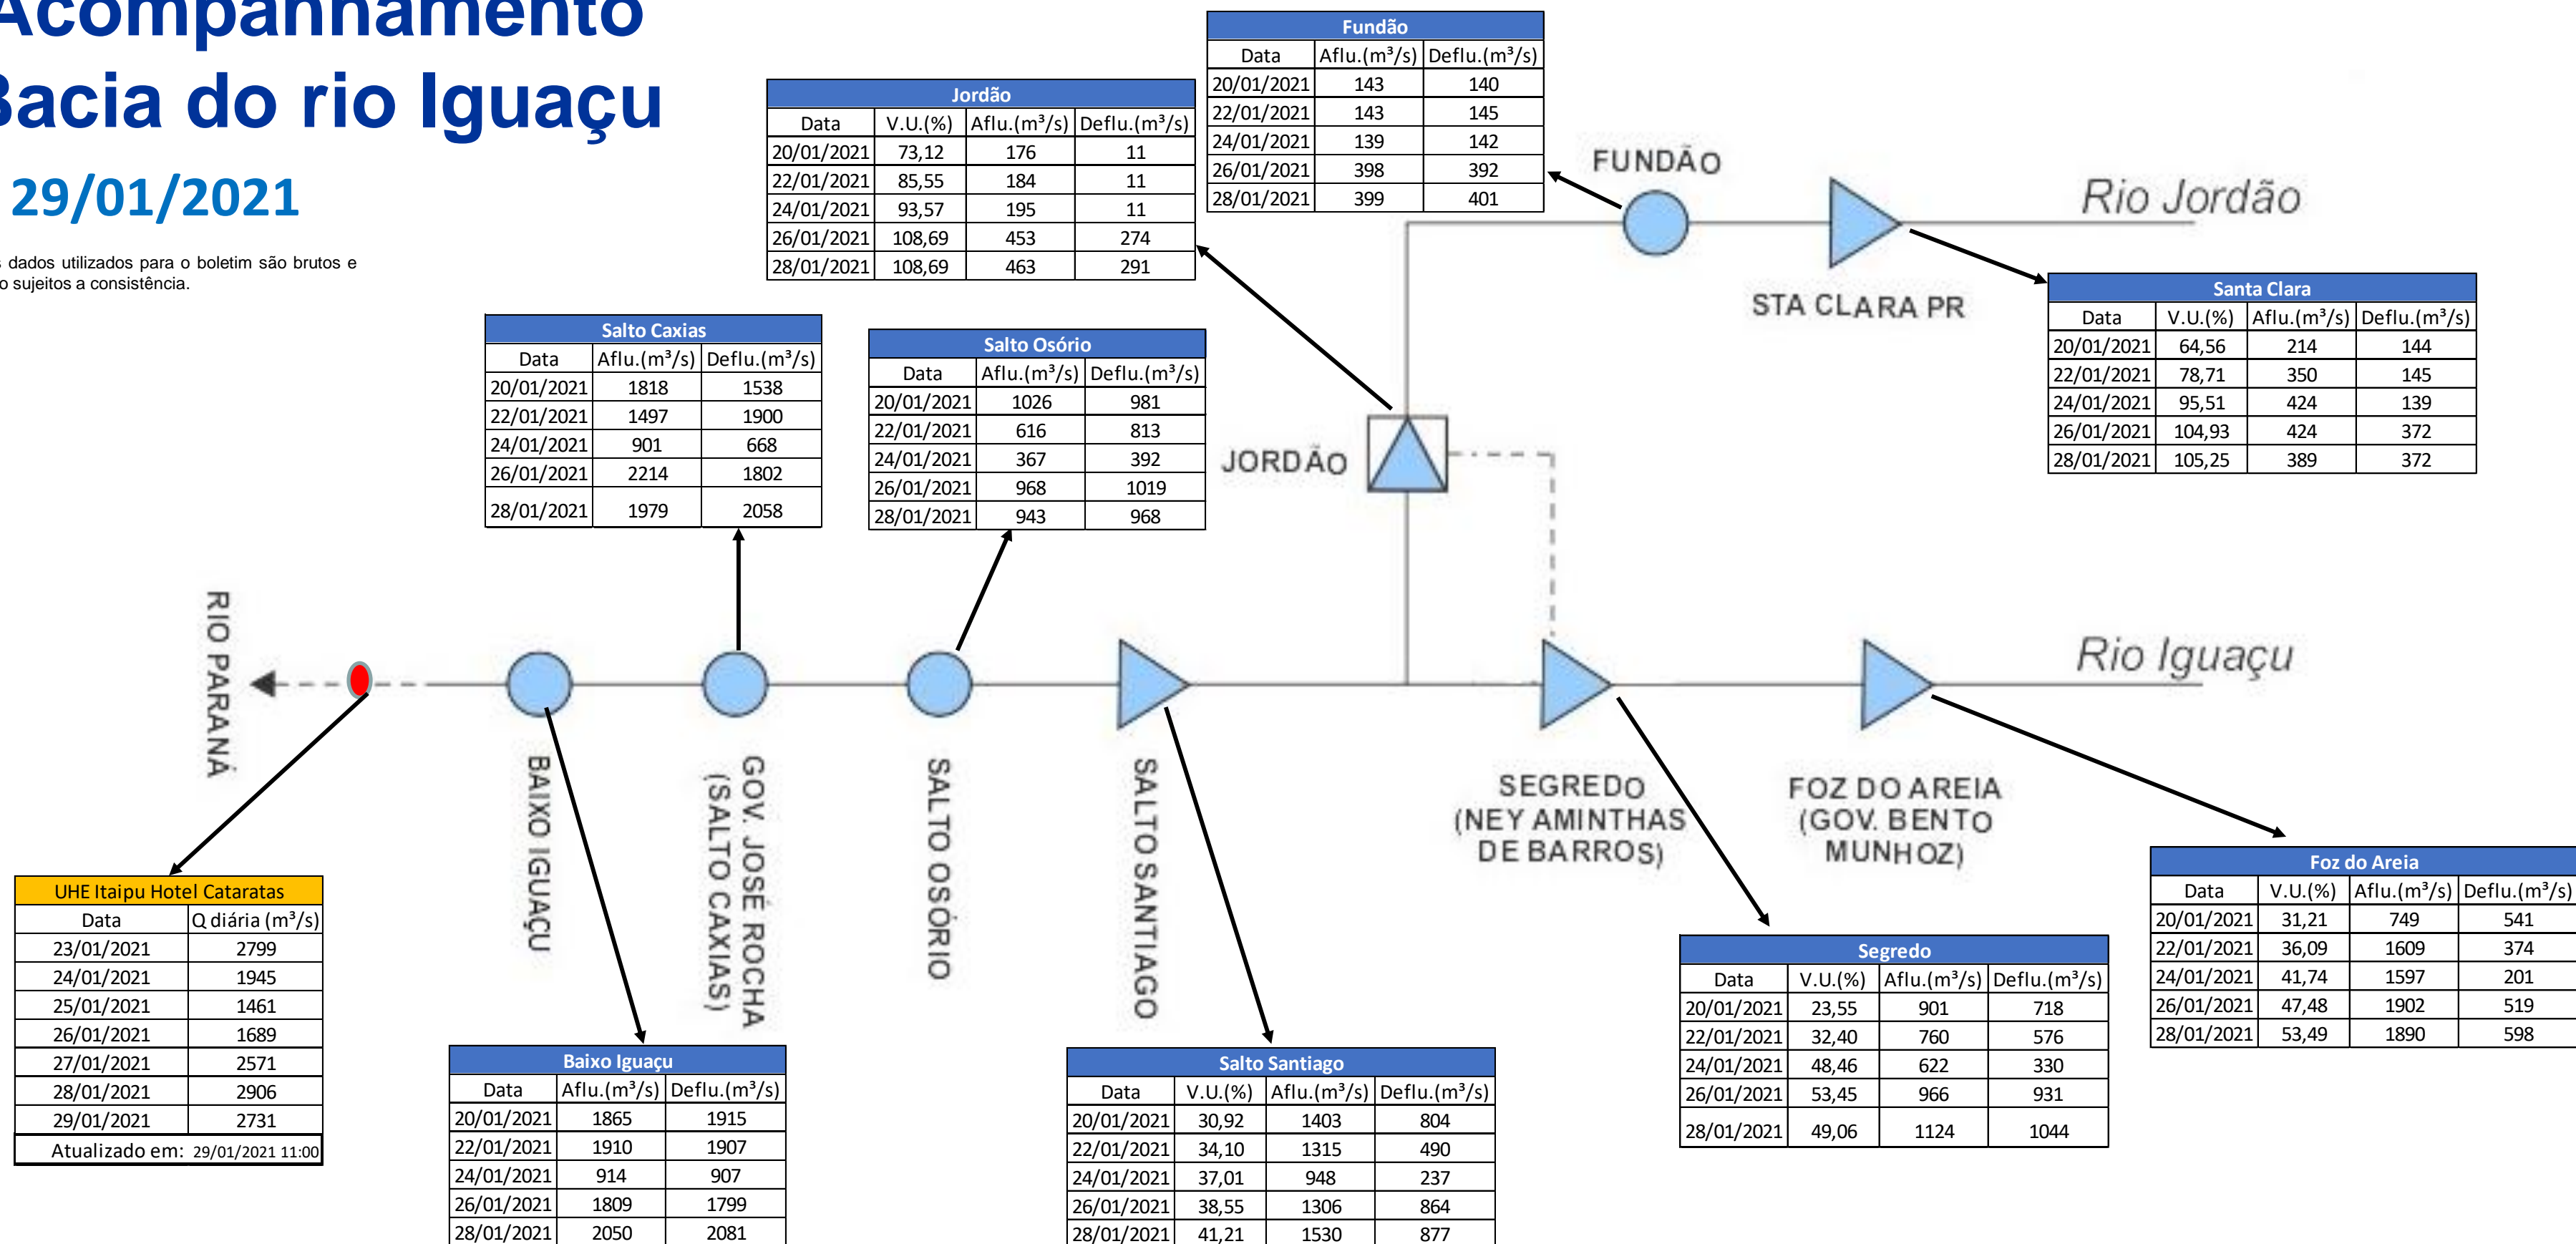 Acompanhamento
Bacia do rio Iguaçu
29/01/2021
s dados utilizados para o boletim são brutos e
o sujeitos a consistência.
Fundão
Data Aflu.(m³/s) Deflu.(m³/s)
20/01/2021 143 140
22/01/2021 143 145
24/01/2021 139 142
26/01/2021 398 392
28/01/2021 399 401
Jordão
Data V.U.(%) Aflu.(m³/s) Deflu.(m³/s)
20/01/2021 73,12 176 11
22/01/2021 85,55 184 11
24/01/2021 93,57 195 11
26/01/2021 108,69 453 274
28/01/2021 108,69 463 291
FUNDÃO
Rio Jordão
STA CLARA PR
Santa Clara
Data V.U.(%) Aflu.(m³/s) Deflu.(m³/s)
20/01/2021 64,56 214 144
22/01/2021 78,71 350 145
24/01/2021 95,51 424 139
26/01/2021 104,93 424 372
28/01/2021 105,25 389 372
Salto Caxias
Data Aflu.(m³/s) Deflu.(m³/s)
20/01/2021 1818 1538
22/01/2021 1497 1900
24/01/2021 901 668
26/01/2021 2214 1802
28/01/2021 1979 2058
Salto Osório
Data Aflu.(m³/s) Deflu.(m³/s)
20/01/2021 1026 981
22/01/2021 616 813
24/01/2021 367 392
26/01/2021 968 1019
28/01/2021 943 968
JORDÃO
RIO PARANÁ
Rio Iguaçu
BAIXO IGUAÇU
GOV. JOSÉ ROCHA
(SALTO CAXIAS)
SALTO OSÓRIO
SALTO SANTIAGO
SEGREDO
(NEY AMINTHAS
DE BARROS)
FOZ DO AREIA
(GOV. BENTO
MUNHOZ)
UHE Itaipu Hotel Cataratas
Data Q diária (m³/s)
23/01/2021 2799
24/01/2021 1945
25/01/2021 1461
26/01/2021 1689
27/01/2021 2571
28/01/2021 2906
29/01/2021 2731
Atualizado em: 29/01/2021 11:00
Baixo Iguaçu
Data Aflu.(m³/s) Deflu.(m³/s)
20/01/2021 1865 1915
22/01/2021 1910 1907
24/01/2021 914 907
26/01/2021 1809 1799
28/01/2021 2050 2081
Salto Santiago
Data V.U.(%) Aflu.(m³/s) Deflu.(m³/s)
20/01/2021 30,92 1403 804
22/01/2021 34,10 1315 490
24/01/2021 37,01 948 237
26/01/2021 38,55 1306 864
28/01/2021 41,21 1530 877
Segredo
Data V.U.(%) Aflu.(m³/s) Deflu.(m³/s)
20/01/2021 23,55 901 718
22/01/2021 32,40 760 576
24/01/2021 48,46 622 330
26/01/2021 53,45 966 931
28/01/2021 49,06 1124 1044
Foz do Areia
Data V.U.(%) Aflu.(m³/s) Deflu.(m³/s)
20/01/2021 31,21 749 541
22/01/2021 36,09 1609 374
24/01/2021 41,74 1597 201
26/01/2021 47,48 1902 519
28/01/2021 53,49 1890 598